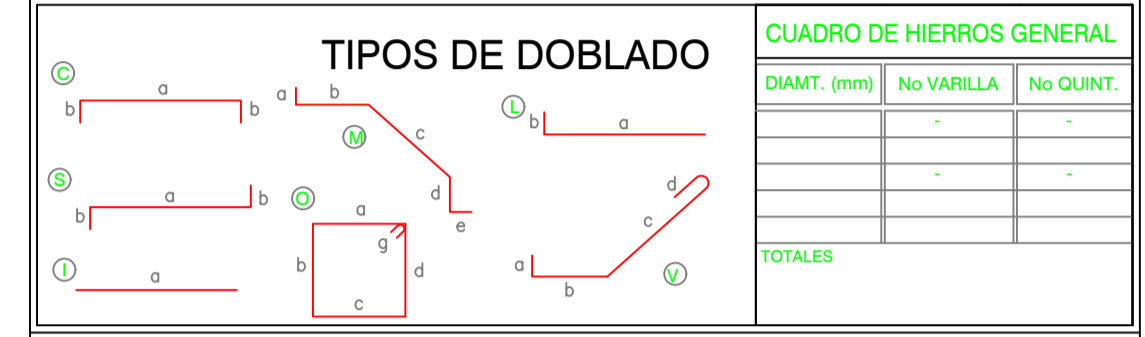 TIPOS DE DOBLADO
C
a
b
b
a
b
M
c
d
e
L
b
a
S
a
b
b
O
a
g
b
d
c
d
c
a
b
V
I
a
CUADRO DE HIERROS GENERAL
DIAMT. (mm) No VARILLA No QUINT.
- -
- -
TOTALES